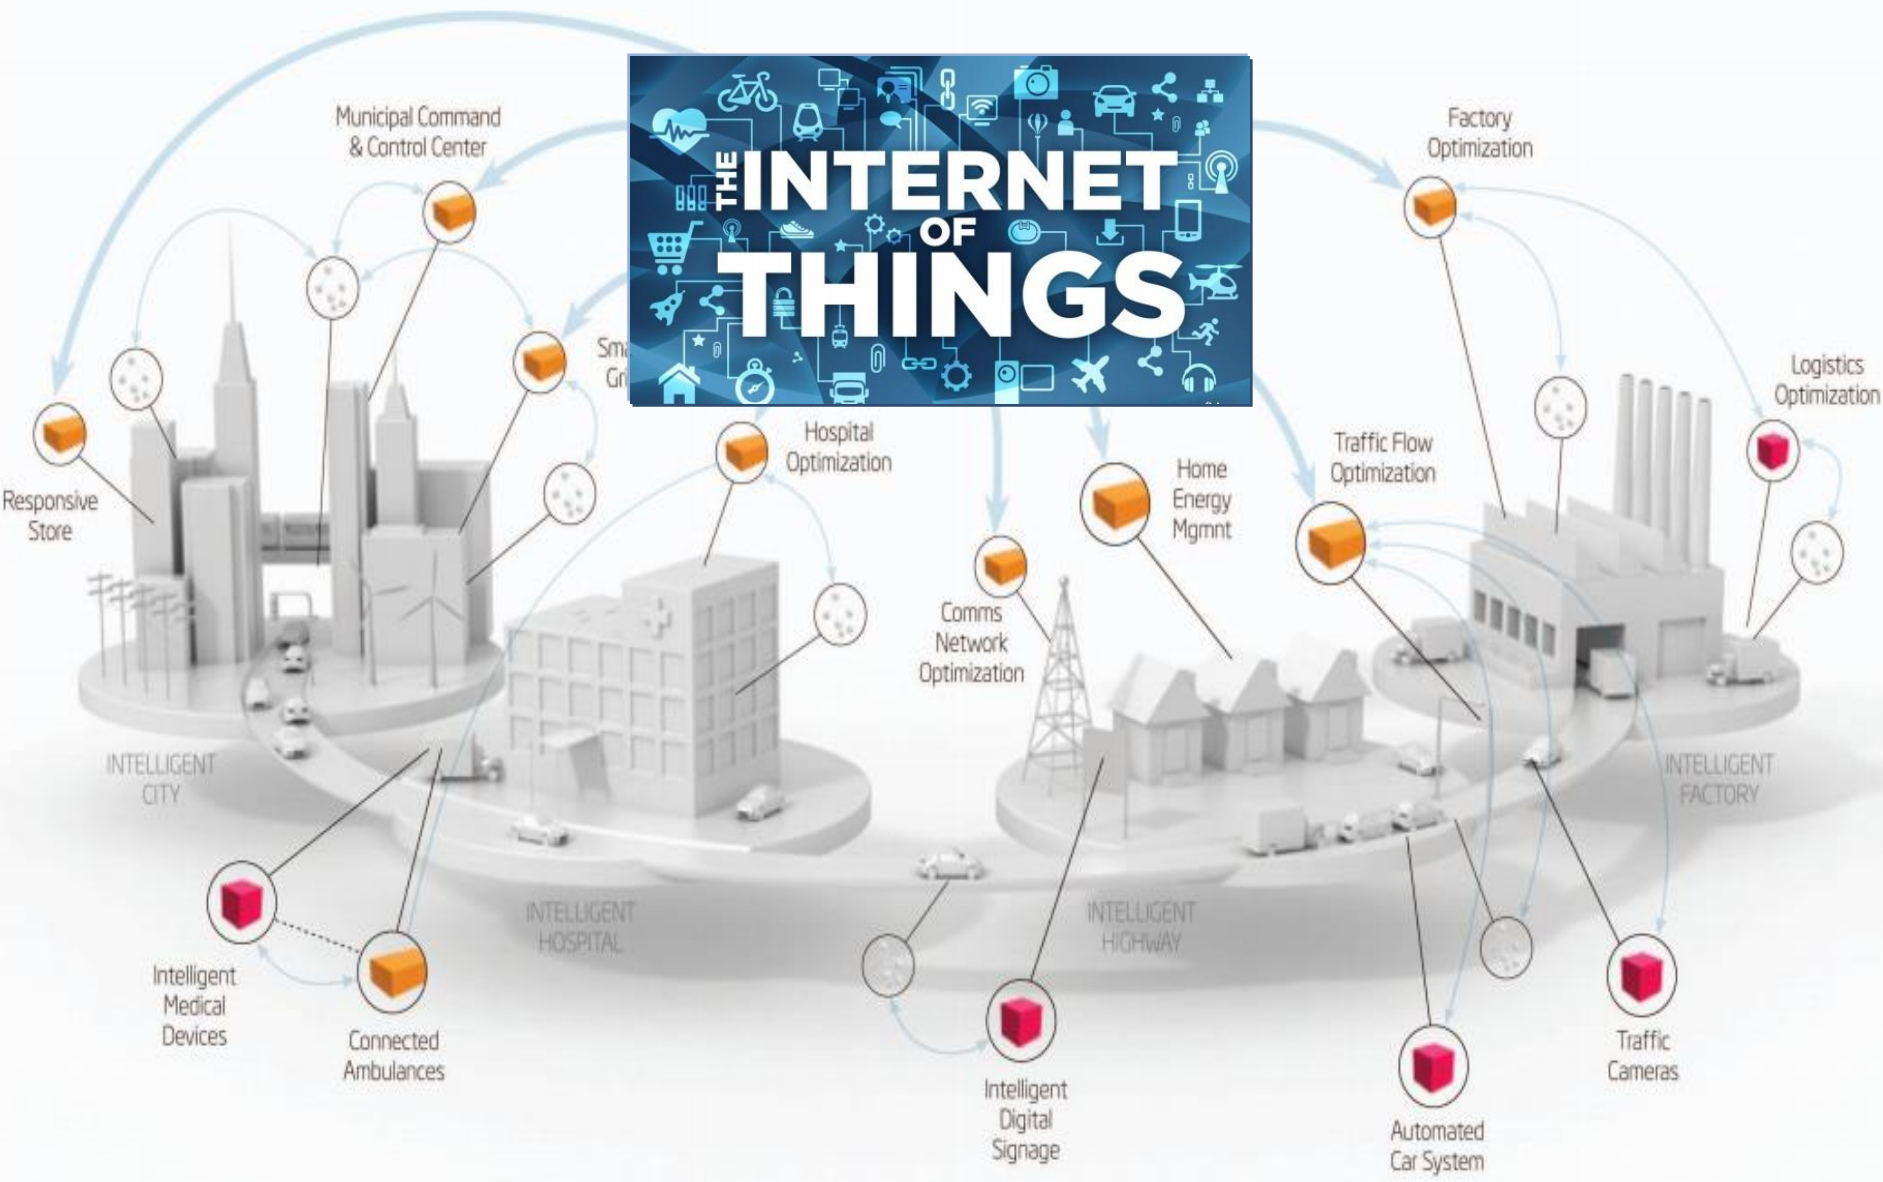 THE
INTERNET
OF
THINGS
Municipal Command
& Control Center
Factory
Optimization
Logistics
Optimization
Responsive
Store
Hospital
Optimization
Home
Energy
Mgmnt
Traffic Flow
Optimization
Comms
Network
Optimization
INTELLIGENT
CITY
INTELLIGENT
FACTORY
INTELLIGENT
HOSPITAL
INTELLIGENT
HIGHWAY
Intelligent
Medical
Devices
Connected
Ambulances
Intelligent
Digital
Signage
Traffic
Cameras
Automated
Car System